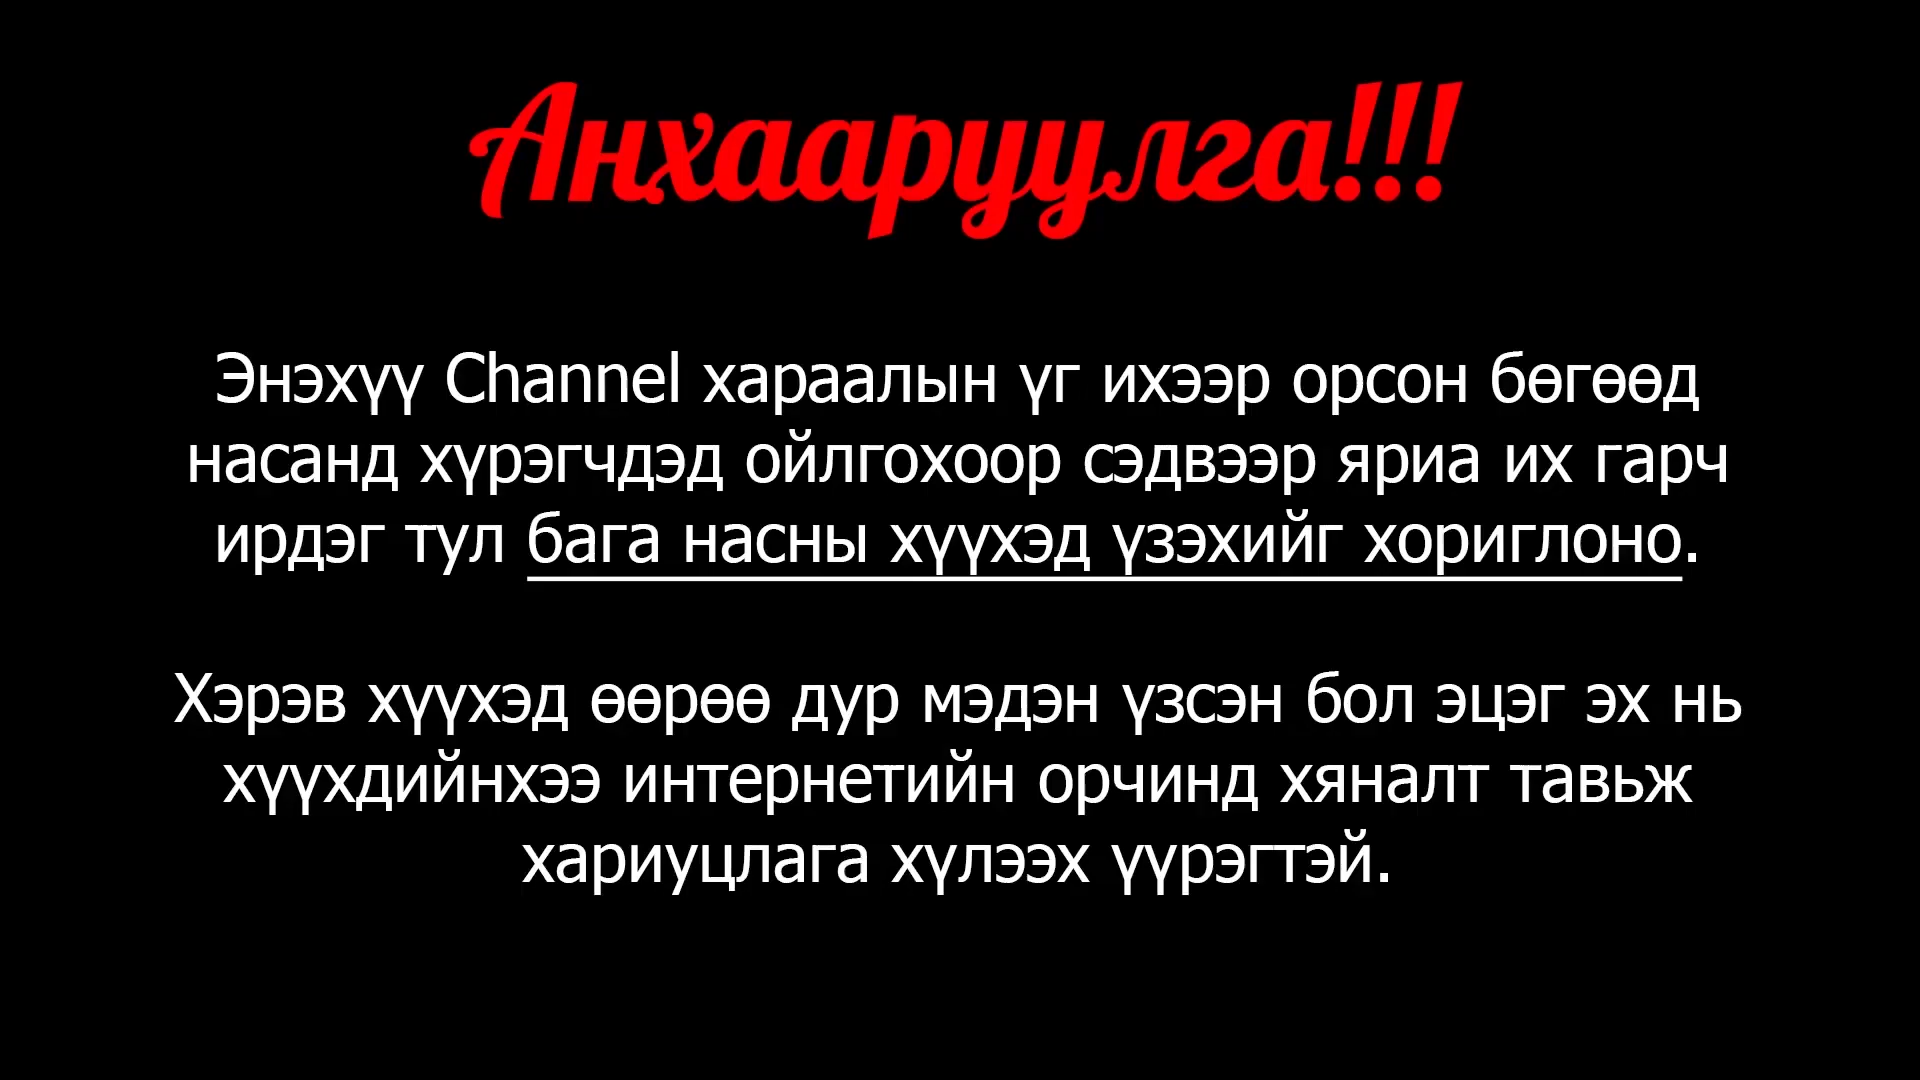 Анхааруулга!!!
Энэхүү Channel хараалын үг ихээр орсон бөгөөд
насанд хүрэгчдэд ойлгохоор сэдвээр яриа их гарч
ирдэг тул бага насны хүүхэд үзэхийг хориглоно.
Хэрэв хүүхэд өөрөө дур мэдэн үзсэн бол эцэг эх нь
хүүхдийнхээ интернетийн орчинд хяналт тавьж
хариуцлага хүлээх үүрэгтэй.